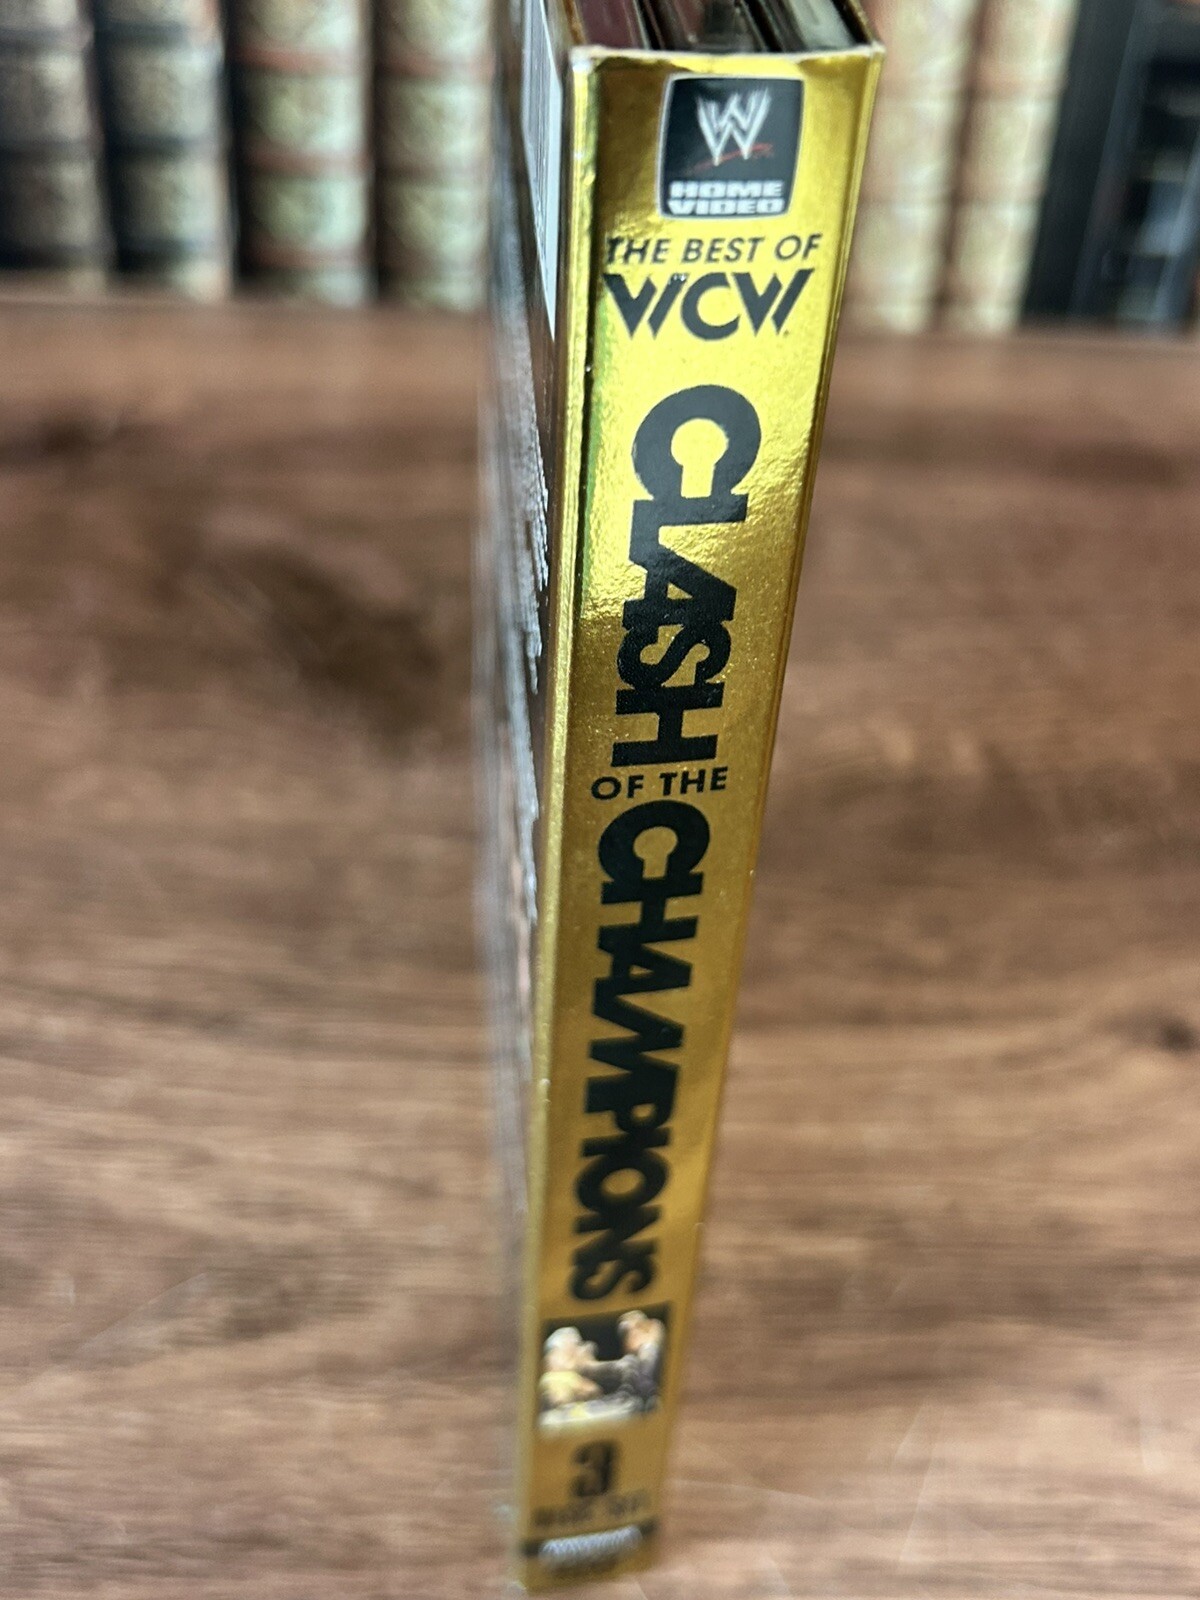 W
HOME
VIDEO
THE BEST OF
WCW
CLASH
OF THE
CHAMPIONS
3